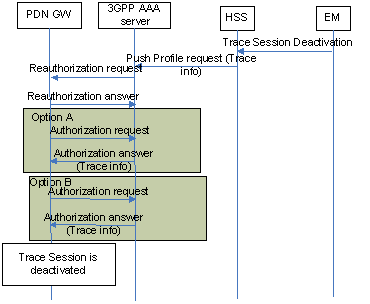 PDN GW
3GPP AAA
server
HSS
EM
Trace Session Deactivation
Push Profile request (Trace
info)
Reauthorization request
Reauthorization answer
Option A
Authorization request
Authorization answer
(Trace info)
Option B
Authorization request
Authorization answer
(Trace info)
Trace Session is
deactivated